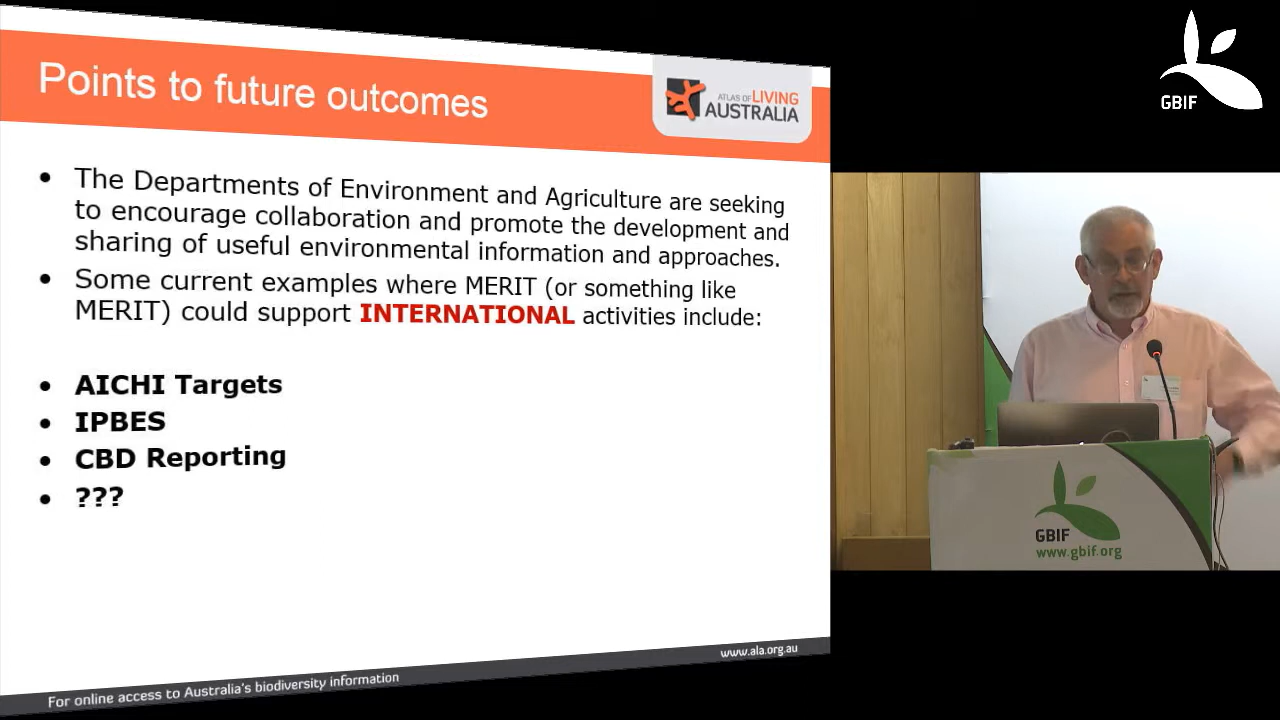 Points to future outcomes
ATLAS OF LIVING
AUSTRALIA
• The Departments of Environment and Agriculture are seeking
to encourage collaboration and promote the development and
sharing of useful environmental information and approaches.
• Some current examples where MERIT (or something like
MERIT) could support INTERNATIONAL activities include:
• AICHI Targets
• IPBES
• CBD Reporting
• ???
For online access to Australia's biodiversity information
www.ala.org.au
GBIF
GBIF
www.gbif.org